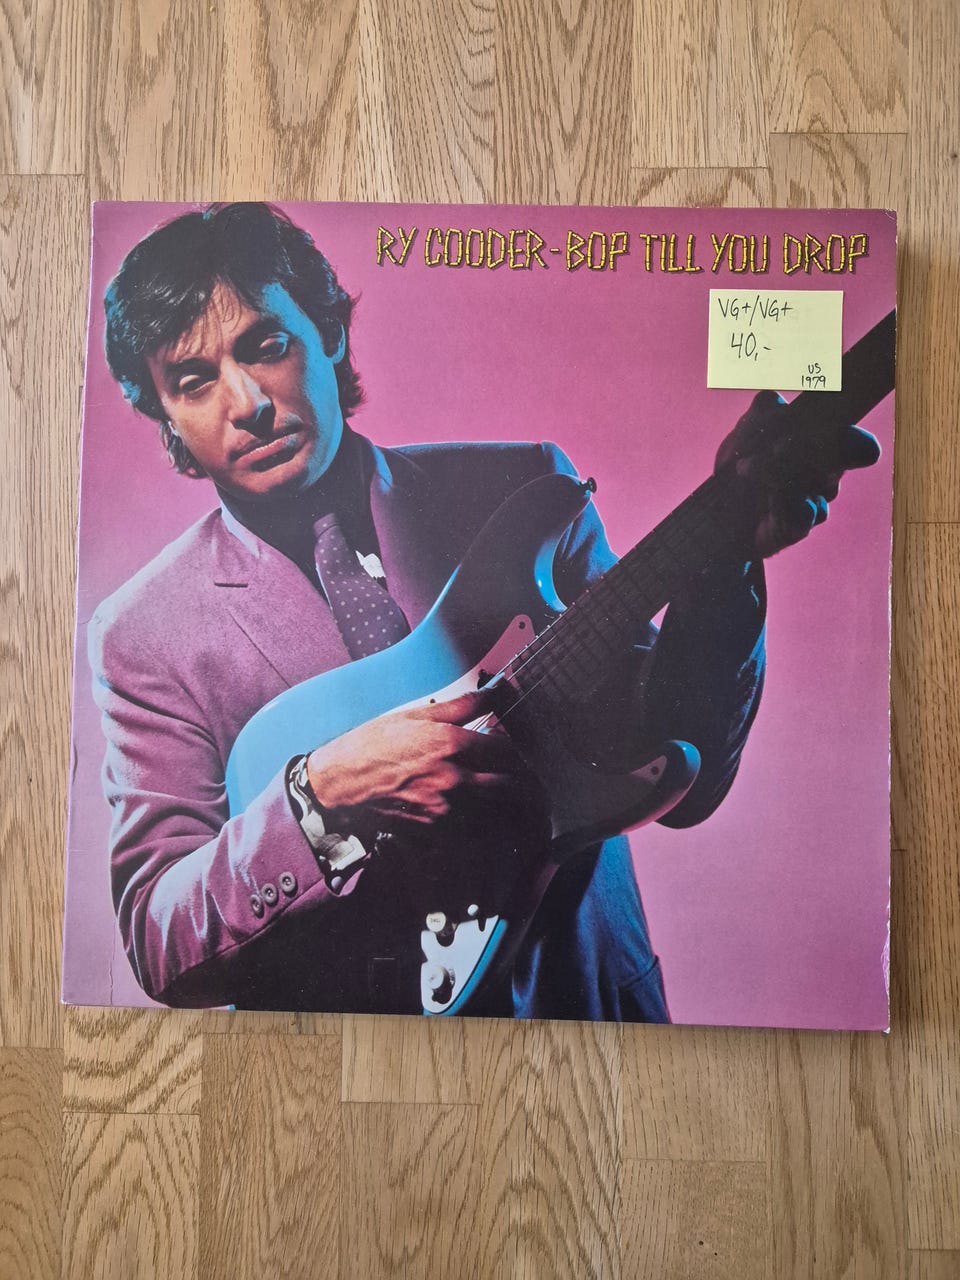 RY COODER-BOP TILL YOU DROP
VG+/VG+
40,-
US
1979